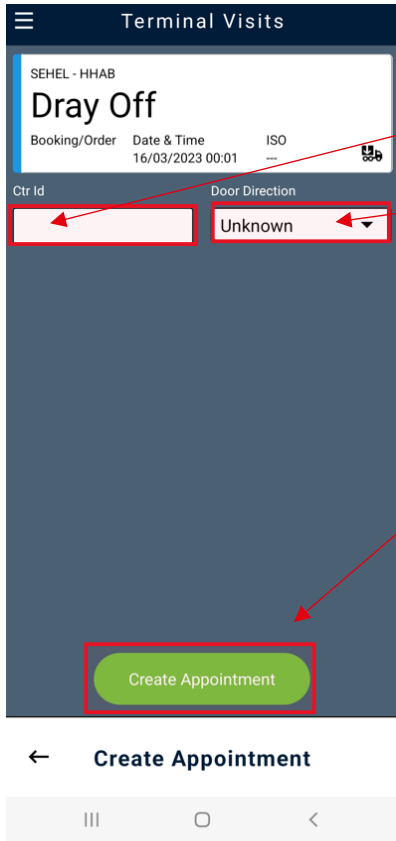 Terminal Visits
SEHEL - HHAB
Dray Off
Booking/Order Date & Time ISO
16/03/2023 00:01 ---
Ctr Id Door Direction
Unknown
Create Appointment
Create Appointment